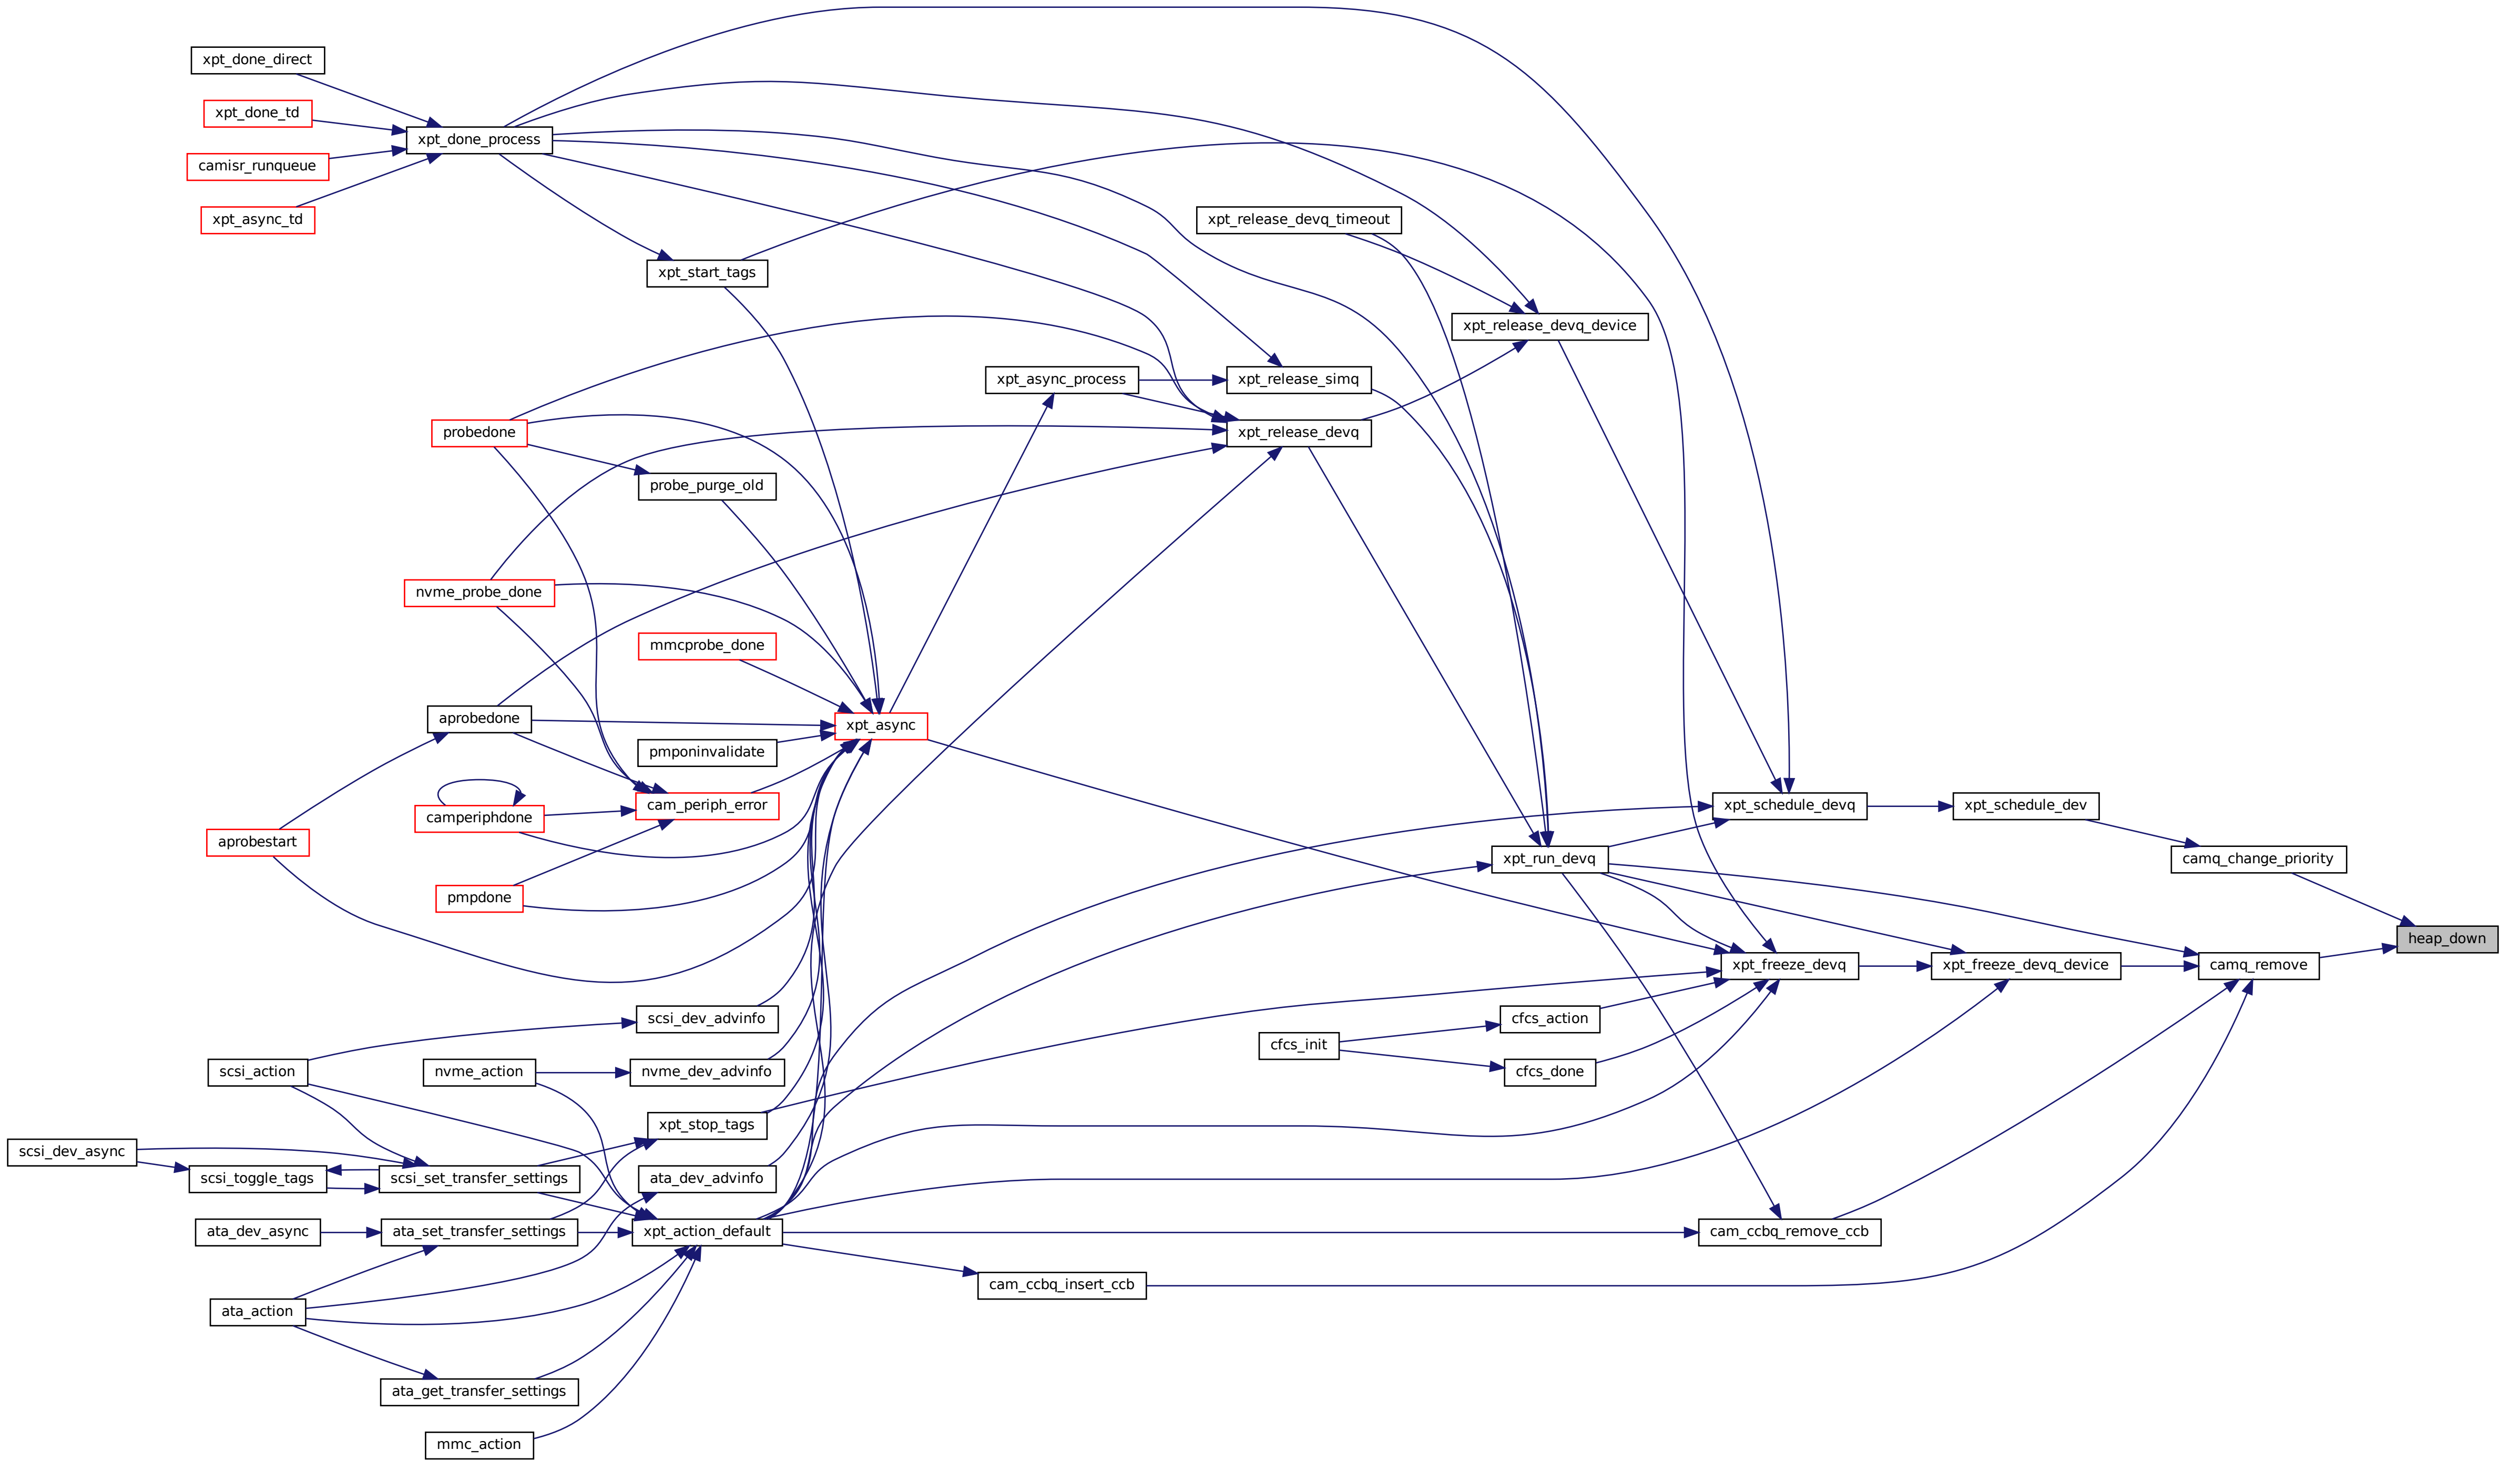 xpt_done_direct
xpt_done_td
xpt_done_process
camisr_runqueue
xpt_async_td
xpt_release_devq_timeout
xpt_start_tags
xpt_release_devq_device
xpt_async_process
xpt_release_simq
probedone
xpt_release_devq
probe_purge_old
nvme_probe_done
mmcprobe_done
aprobedone
xpt_async
pmponinvalidate
cam_periph_error
xpt_schedule_devq
xpt_schedule_dev
camperiphdone
aprobestart
xpt_run_devq
camq_change_priority
pmpdone
heap_down
xpt_freeze_devq
xpt_freeze_devq_device
camq_remove
scsi_dev_advinfo
cfcs_action
cfcs_init
scsi_action
nvme_action
nvme_dev_advinfo
cfcs_done
xpt_stop_tags
scsi_dev_async
scsi_toggle_tags
scsi_set_transfer_settings
ata_dev_advinfo
ata_dev_async
ata_set_transfer_settings
xpt_action_default
cam_ccbq_remove_ccb
cam_ccbq_insert_ccb
ata_action
ata_get_transfer_settings
mmc_action